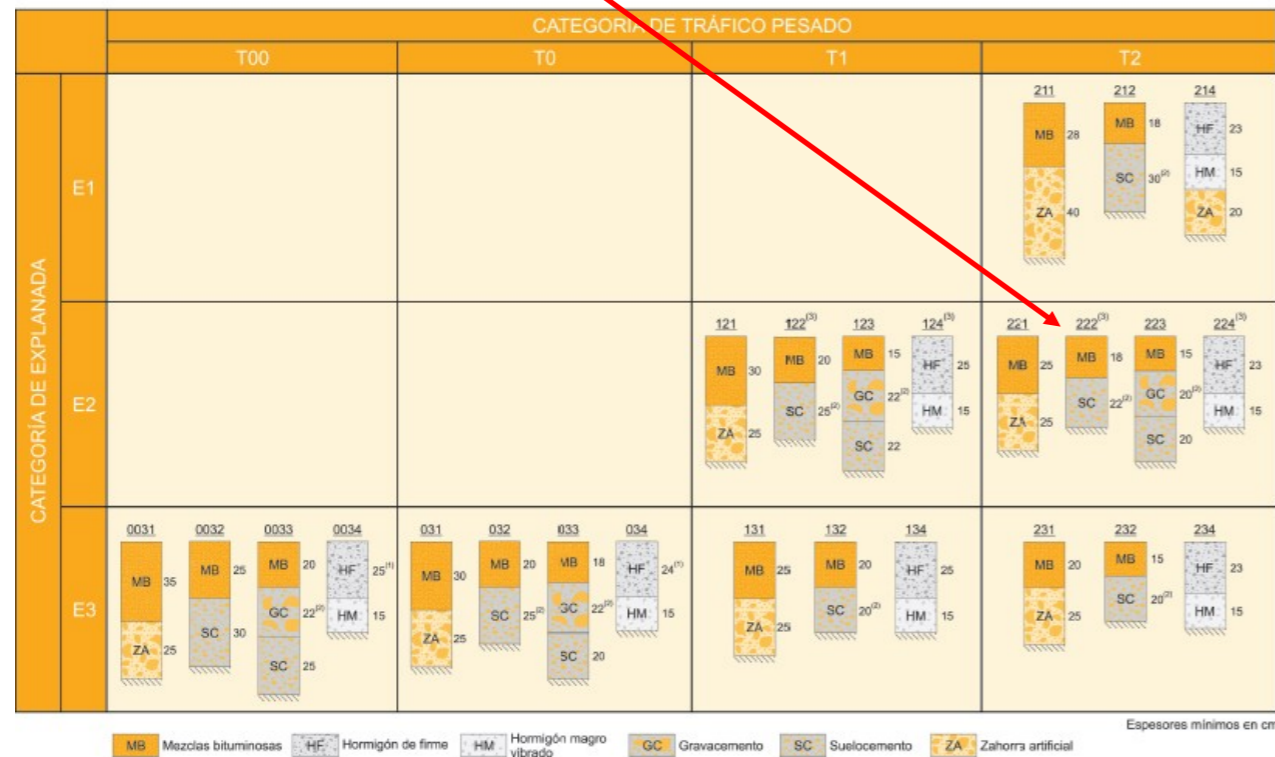 CATEGORÍA DE TRÁFICO PESADO
T00 T0 T1 T2
CATEGORÍA DE EXPLANADA
E1
211 212 214
MB 28 MB 18 HF 23
ZA 40 SC 30(2) HM 15
ZA 20
E2
121 122(3) 123 124(3) 221 222(3) 223 224(3)
MB 30 MB 20 MB 15 HF 25 MB 25 MB 18 MB 15 HF 23
ZA 25 SC 25(2) GC 22(2) HM 15 ZA 25 SC 22(2) GC 20(2) HM 15
SC 22 SC 20
E3
0031 0032 0033 0034 031 032 033 034 131 132 134 231 232 234
MB 35 MB 25 MB 20 HF 25(1) MB 30 MB 20 MB 18 HF 24(1) MB 25 MB 20 HF 25 MB 20 MB 15 HF 23
ZA 25 SC 30 GC 22(2) HM 15 ZA 25 SC 25(2) GC 22(2) HM 15 ZA 25 SC 20(2) HM 15 ZA 25 SC 20(2) HM 15
SC 25 SC 20
Espesores mínimos en cm
MB Mezclas bituminosas HF Hormigón de firme HM Hormigón magro vibrado GC Gravacemento SC Suelocemento ZA Zahorra artificial